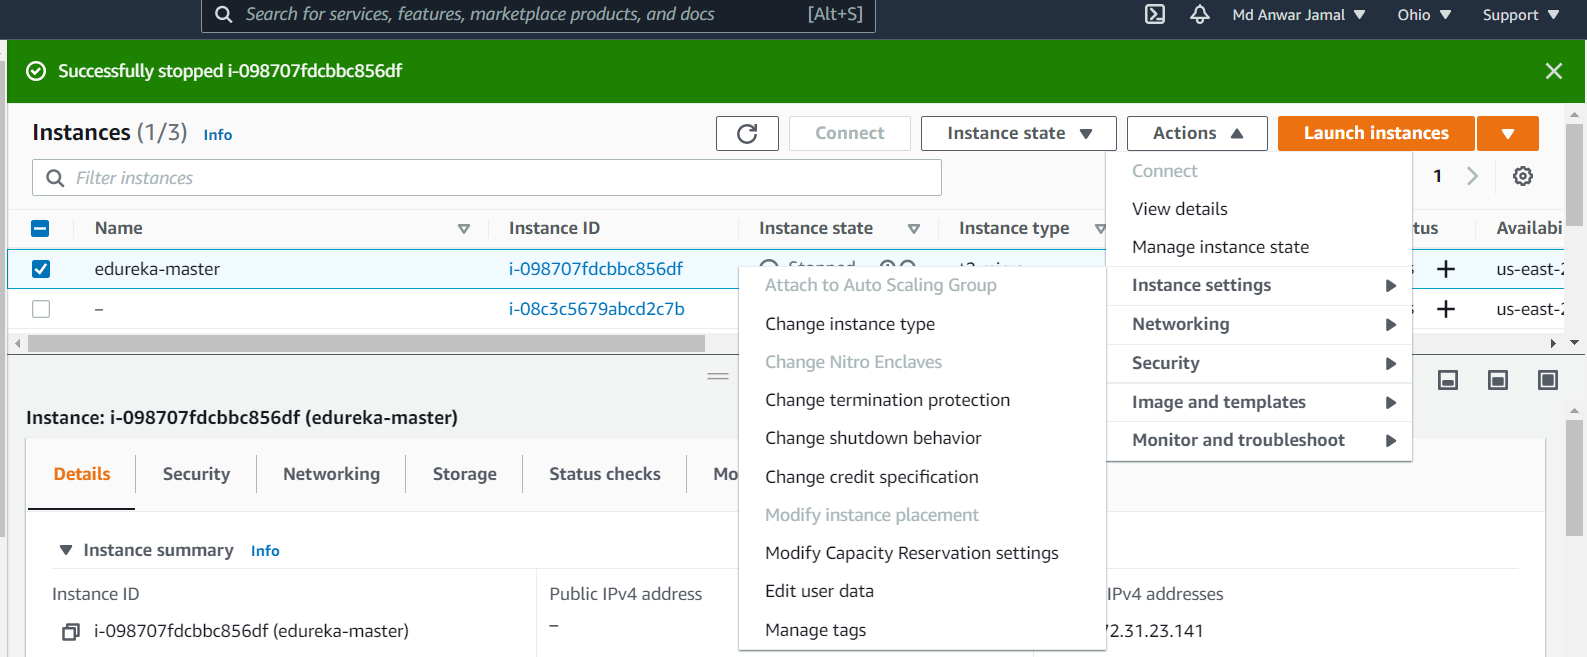 Search for services, features, marketplace products, and docs [Alt+S] Md Anwar Jamal Ohio Support
Successfully stopped i-098707fdcbbc856df
Instances (1/3) Info Connect Instance state Actions Launch instances
Filter instances 1
Name Instance ID Instance state Instance type tus Availabi
edureka-master i-098707fdcbbc856df Stopped us-east-2
– i-08c3c5679abcd2c7b us-east-2
Connect
View details
Manage instance state
Instance settings
Networking
Security
Image and templates
Monitor and troubleshoot
Attach to Auto Scaling Group
Change instance type
Change Nitro Enclaves
Change termination protection
Change shutdown behavior
Change credit specification
Modify instance placement
Modify Capacity Reservation settings
Edit user data
Manage tags
Instance: i-098707fdcbbc856df (edureka-master)
Details Security Networking Storage Status checks Mo
Instance summary Info
Instance ID Public IPv4 address IPv4 addresses
i-098707fdcbbc856df (edureka-master) – 72.31.23.141